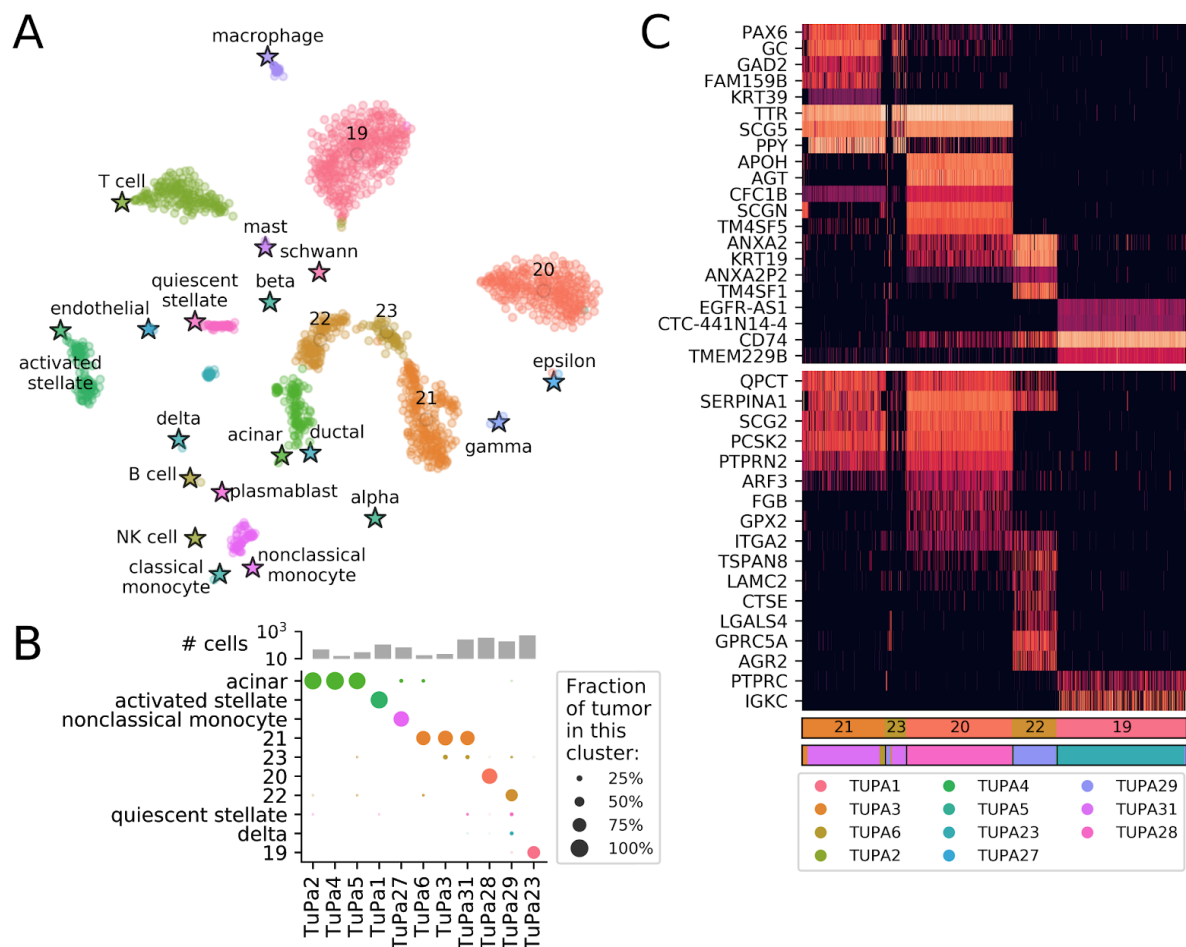 A
macrophage
19
T cell
mast
schwann
quiescent
stellate
beta
endothelial
22
23
20
activated
stellate
epsilon
21
delta
acinar
ductal
gamma
B cell
plasmablast
alpha
NK cell
classical
monocyte
nonclassical
monocyte
B
# cells
10³
10
acinar
activated stellate
nonclassical monocyte
21
23
20
22
quiescent stellate
delta
19
TuPa2
TuPa4
TuPa5
TuPa1
TuPa27
TuPa6
TuPa3
TuPa31
TuPa28
TuPa29
TuPa23
Fraction
of tumor
in this
cluster:
25%
50%
75%
100%
C
PAX6
GC
GAD2
FAM159B
KRT39
TTR
SCG5
PPY
APOH
AGT
CFC1B
SCGN
TM4SF5
ANXA2
KRT19
ANXA2P2
TM4SF1
EGFR-AS1
CTC-441N14-4
CD74
TMEM229B
QPCT
SERPINA1
SCG2
PCSK2
PTPRN2
ARF3
FGB
GPX2
ITGA2
TSPAN8
LAMC2
CTSE
LGALS4
GPRC5A
AGR2
PTPRC
IGKC
21 23 20 22 19
TUPA1 TUPA4 TUPA29
TUPA3 TUPA5 TUPA31
TUPA6 TUPA23 TUPA28
TUPA2 TUPA27